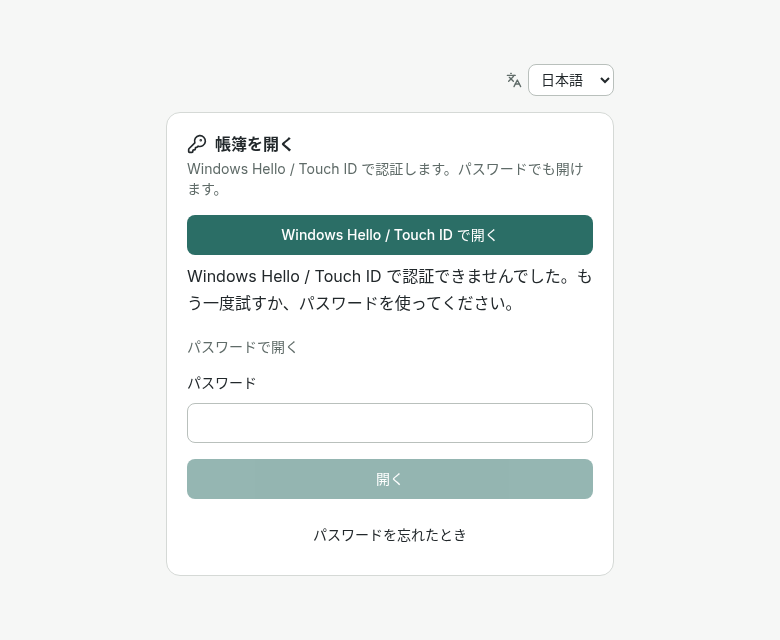 日本語
帳簿を開く
Windows Hello / Touch ID で認証します。パスワードでも開け
ます。
Windows Hello / Touch ID で開く
Windows Hello / Touch ID で認証できませんでした。も
う一度試すか、パスワードを使ってください。
パスワードで開く
パスワード
開く
パスワードを忘れたとき